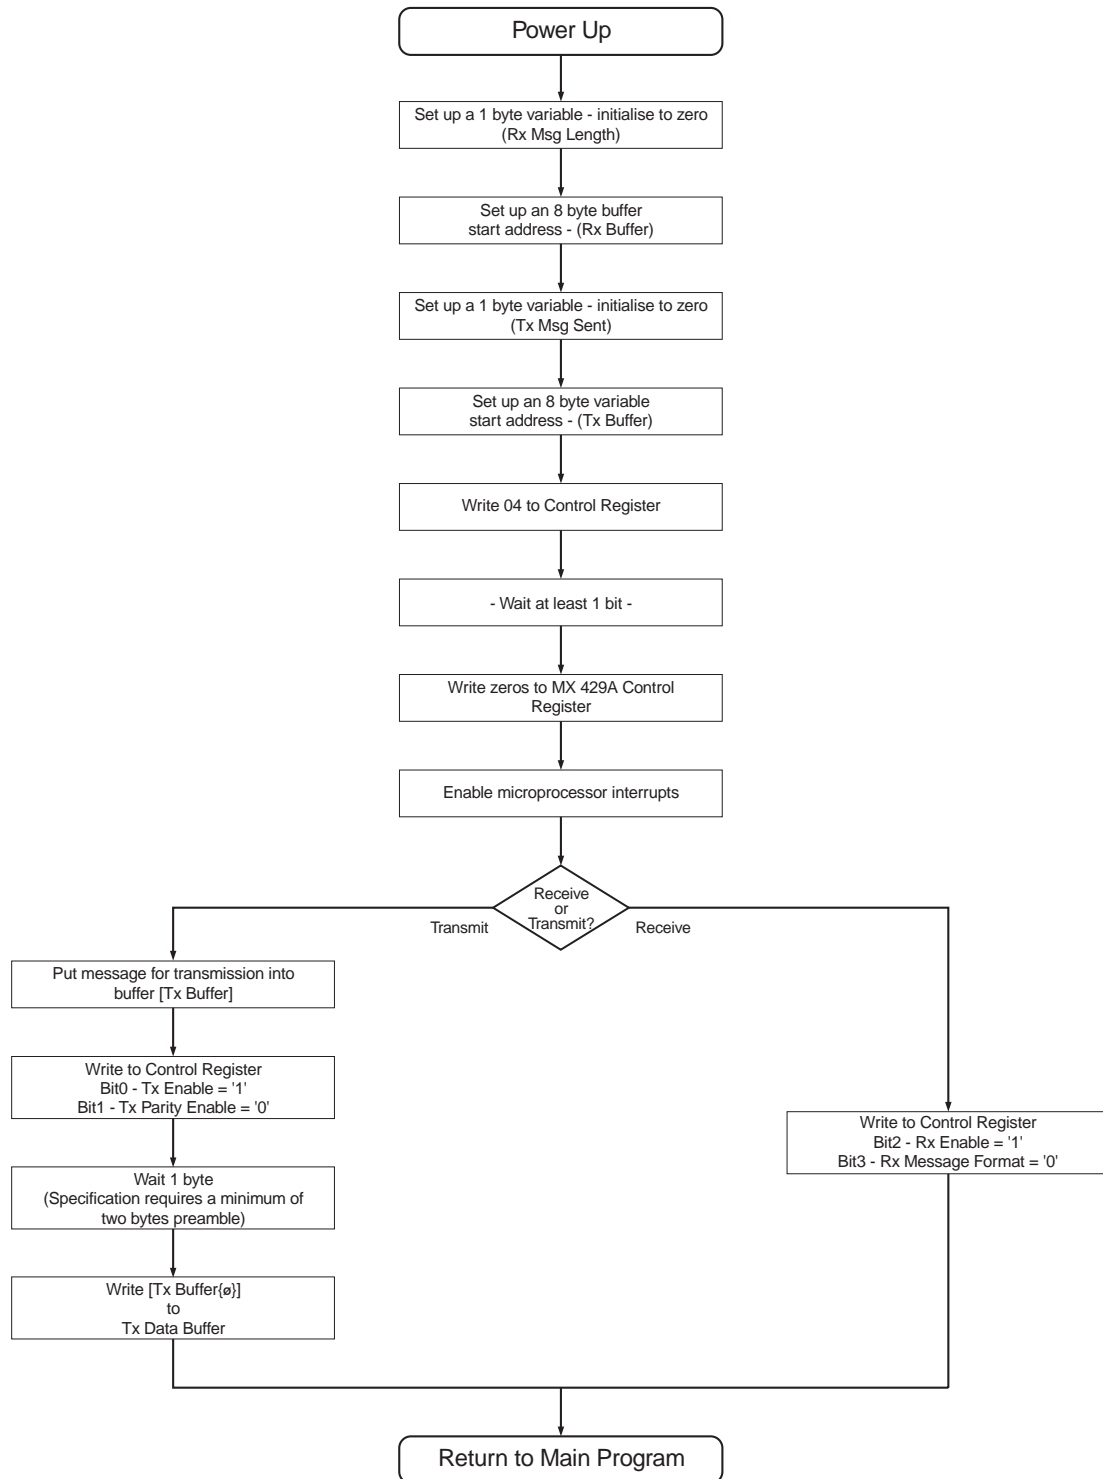 Power Up
Set up a 1 byte variable - initialise to zero
(Rx Msg Length)
Set up an 8 byte buffer
start address - (Rx Buffer)
Set up a 1 byte variable - initialise to zero
(Tx Msg Sent)
Set up an 8 byte variable
start address - (Tx Buffer)
Write 04 to Control Register
- Wait at least 1 bit -
Write zeros to MX 429A Control
Register
Enable microprocessor interrupts
Receive
or
Transmit?
Transmit
Receive
Put message for transmission into
buffer [Tx Buffer]
Write to Control Register
Bit0 - Tx Enable = '1'
Bit1 - Tx Parity Enable = '0'
Wait 1 byte
(Specification requires a minimum of
two bytes preamble)
Write [Tx Buffer{ø}]
to
Tx Data Buffer
Write to Control Register
Bit2 - Rx Enable = '1'
Bit3 - Rx Message Format = '0'
Return to Main Program